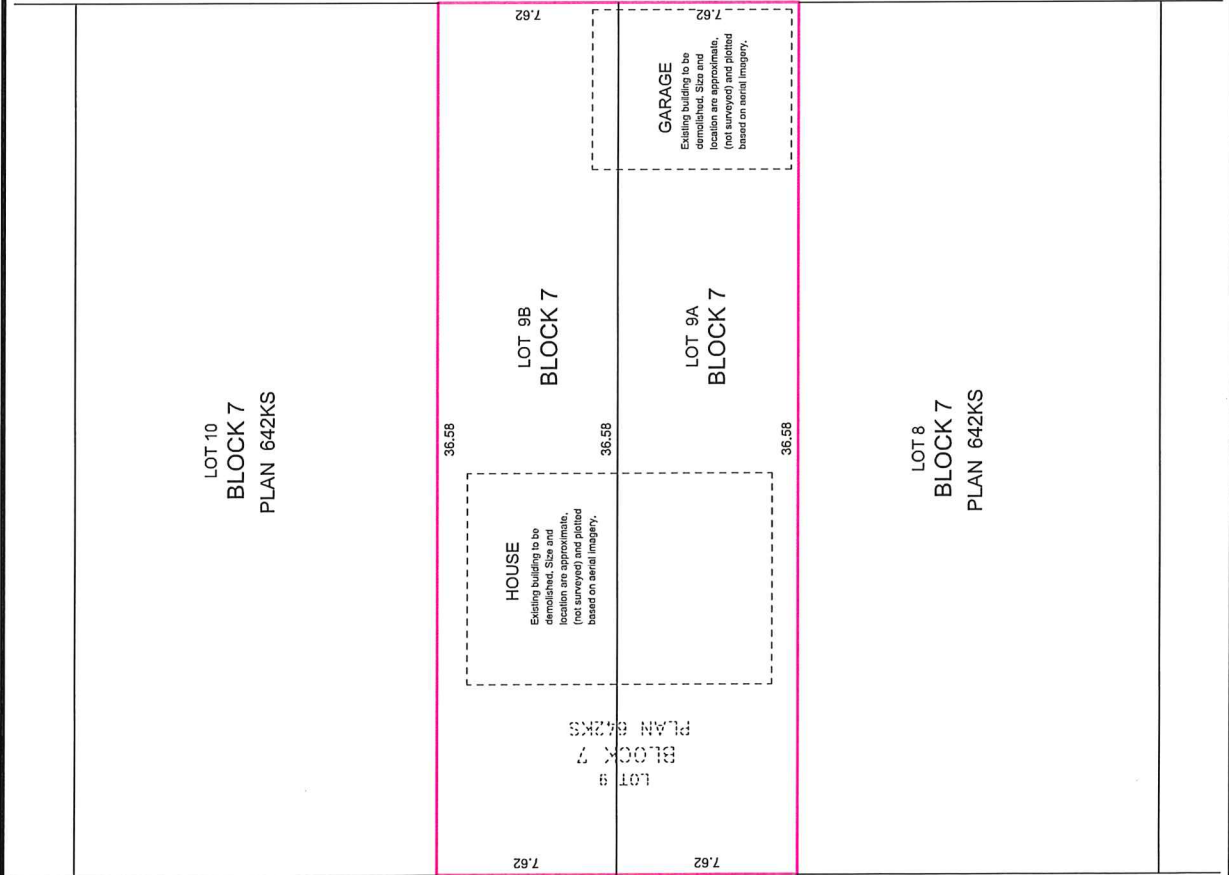 7.62
7.62
GARAGE
Existing building to be
demolished. Size and
location are approximate,
(not surveyed) and plotted
based on aerial imagery.
LOT 9B
BLOCK 7
LOT 9A
BLOCK 7
LOT 10
BLOCK 7
PLAN 642KS
36.58
36.58
36.58
LOT 8
BLOCK 7
PLAN 642KS
HOUSE
Existing building to be
demolished. Size and
location are approximate,
(not surveyed) and plotted
based on aerial imagery.
LOT 9
BLOCK 7
PLAN 642KS
7.62
7.62